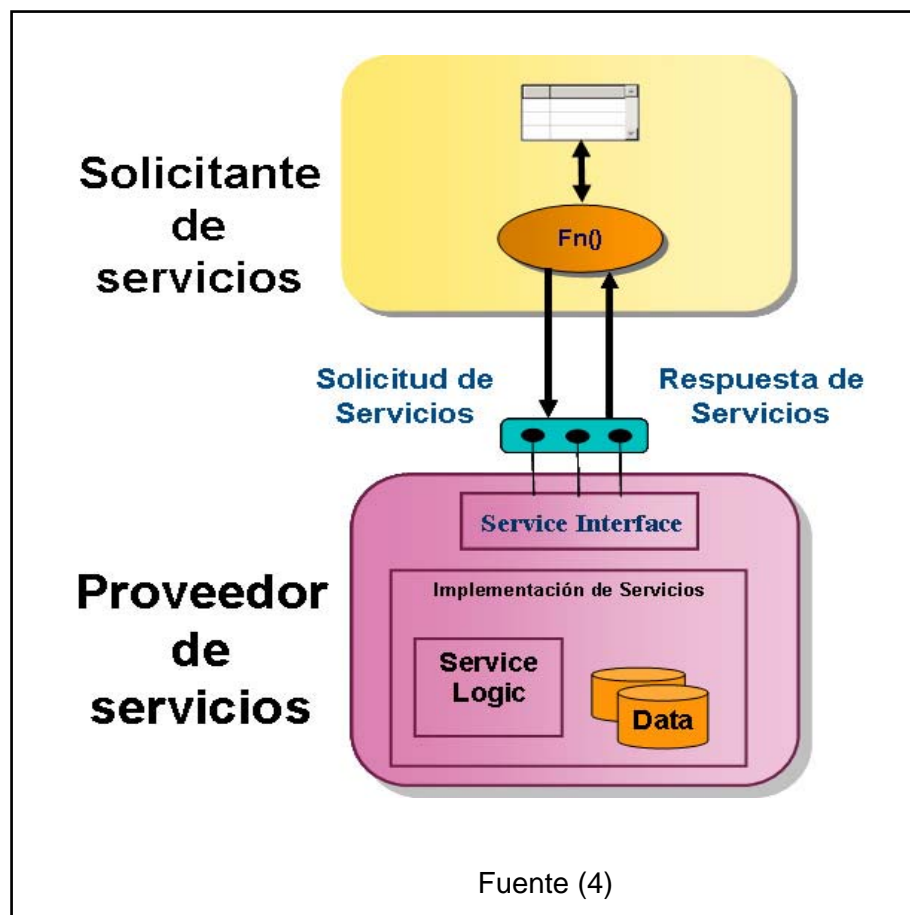 Solicitante
de
servicios
Fn()
Solicitud de
Servicios
Respuesta de
Servicios
Service Interface
Proveedor
de
servicios
Implementación de Servicios
Service
Logic
Data
Fuente (4)